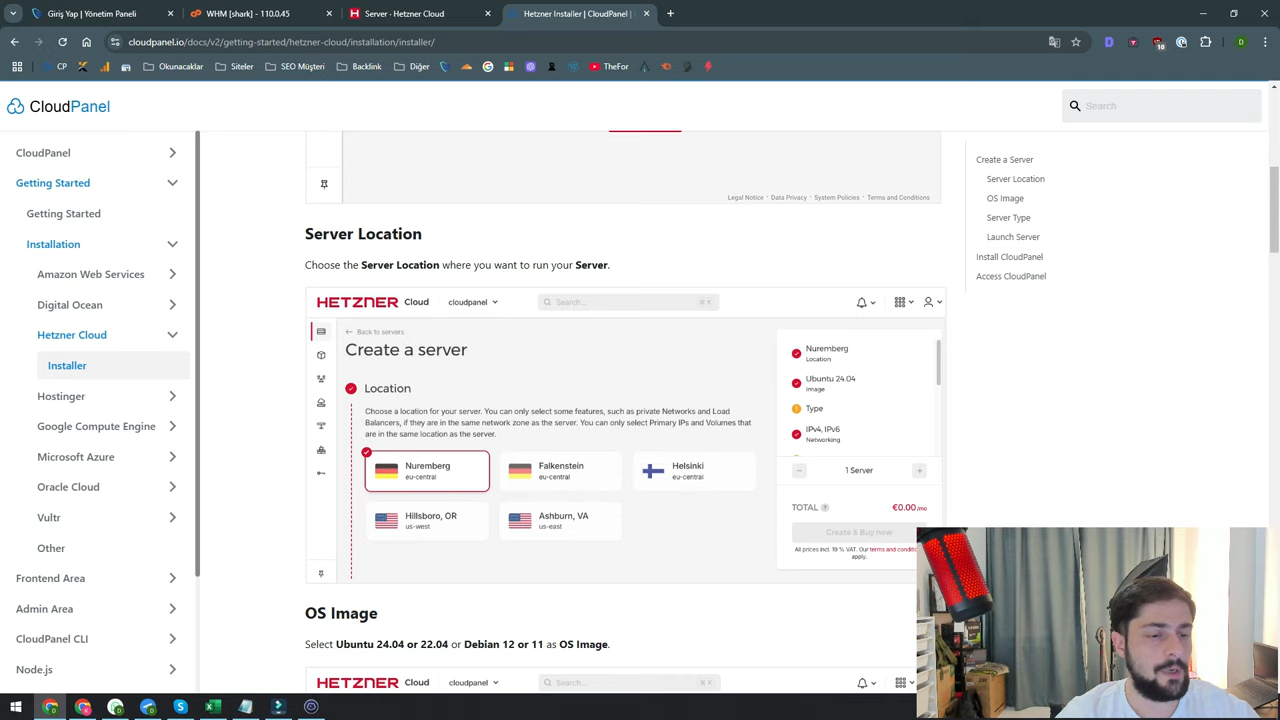 Giriş Yapın
WHM [shark] - 110.0.45
Server Home · DDV
Hetzner Installer | CloudPanel |
cloudpanel.io/docs/v2/getting-started/hetzner-cloud/installation/installer/
10
D
CP
Yatırım
Panel
Okunacaklar
Siteler
SEO Müşteri
TheFor
CloudPanel
Search
CloudPanel
Getting Started
Getting Started
Installation
Amazon Web Services
Digital Ocean
Hetzner Cloud
Installer
Hostinger
Google Compute Engine
Microsoft Azure
Oracle Cloud
Vultr
Other
Frontend Area
Admin Area
CloudPanel CLI
Node.js
Legal Notice · Data Privacy · System Policies · Terms and Conditions
Server Location
Choose the Server Location where you want to run your Server.
HETZNER Cloud
cloudpanel
Search...
⌘ K
Back to servers
Create a server
Location
Choose a location for your server. You can only select some features, such as private Networks and Load
Balancers, if they are in the same network zone as the server. You can only select Primary IPs and Volumes that
are in the same location as the server.
Nuremberg
eu-central
Falkenstein
eu-central
Helsinki
eu-central
Hillsboro, OR
us-west
Ashburn, VA
us-east
Nuremberg
Location
Ubuntu 24.04
Image
Type
IPv4, IPv6
Networking
− 1 Server +
TOTAL ? €0.00 /mo
Create & Buy now
All prices incl. 19 % VAT. Our terms and conditio
apply.
OS Image
Select Ubuntu 24.04 or 22.04 or Debian 12 or 11 as OS Image.
HETZNER Cloud
cloudpanel
Search...
⌘ K
Create a Server
Server Location
OS Image
Server Type
Launch Server
Install CloudPanel
Access CloudPanel